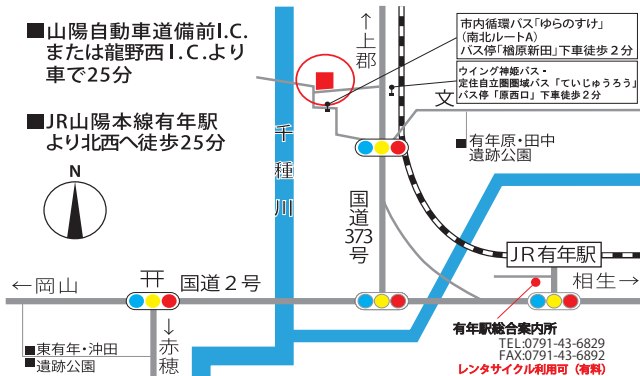 ■山陽自動車道備前I.C.
または龍野西I.C.より
車で25分
■JR山陽本線有年駅
より北西へ徒歩25分
N
↑上郡
市内循環バス「ゆらのすけ」
(南北ルートA)
バス停「楢原新田」下車徒歩2分
ウイング神姫バス-
定住自立圏圏域バス「ていじゅうろう」
バス停「原西口」下車徒歩2分
文
■有年原・田中
遺跡公園
千種川
国道373号
JR有年駅
←岡山
国道2号
相生→
↓赤穂
■東有年・沖田
■遺跡公園
有年駅総合案内所
TEL:0791-43-6829
FAX:0791-43-6892
レンタサイクル利用可(有料)